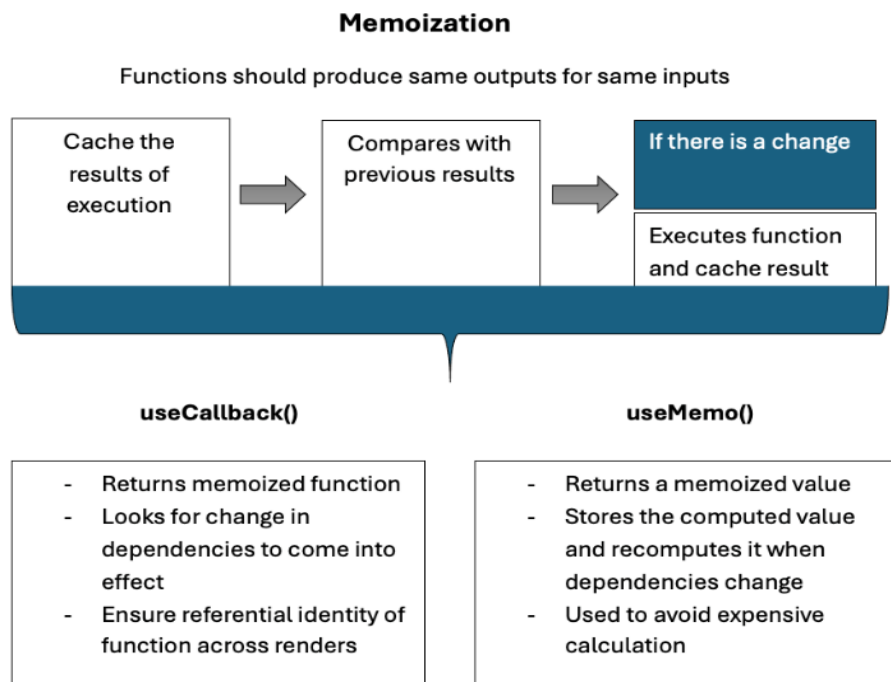 Memoization
Functions should produce same outputs for same inputs
Cache the
results of
execution
Compares with
previous results
If there is a change
Executes function
and cache result
useCallback()
- Returns memoized function
- Looks for change in
dependencies to come into
effect
- Ensure referential identity of
function across renders
useMemo()
- Returns a memoized value
- Stores the computed value
and recomputes it when
dependencies change
- Used to avoid expensive
calculation